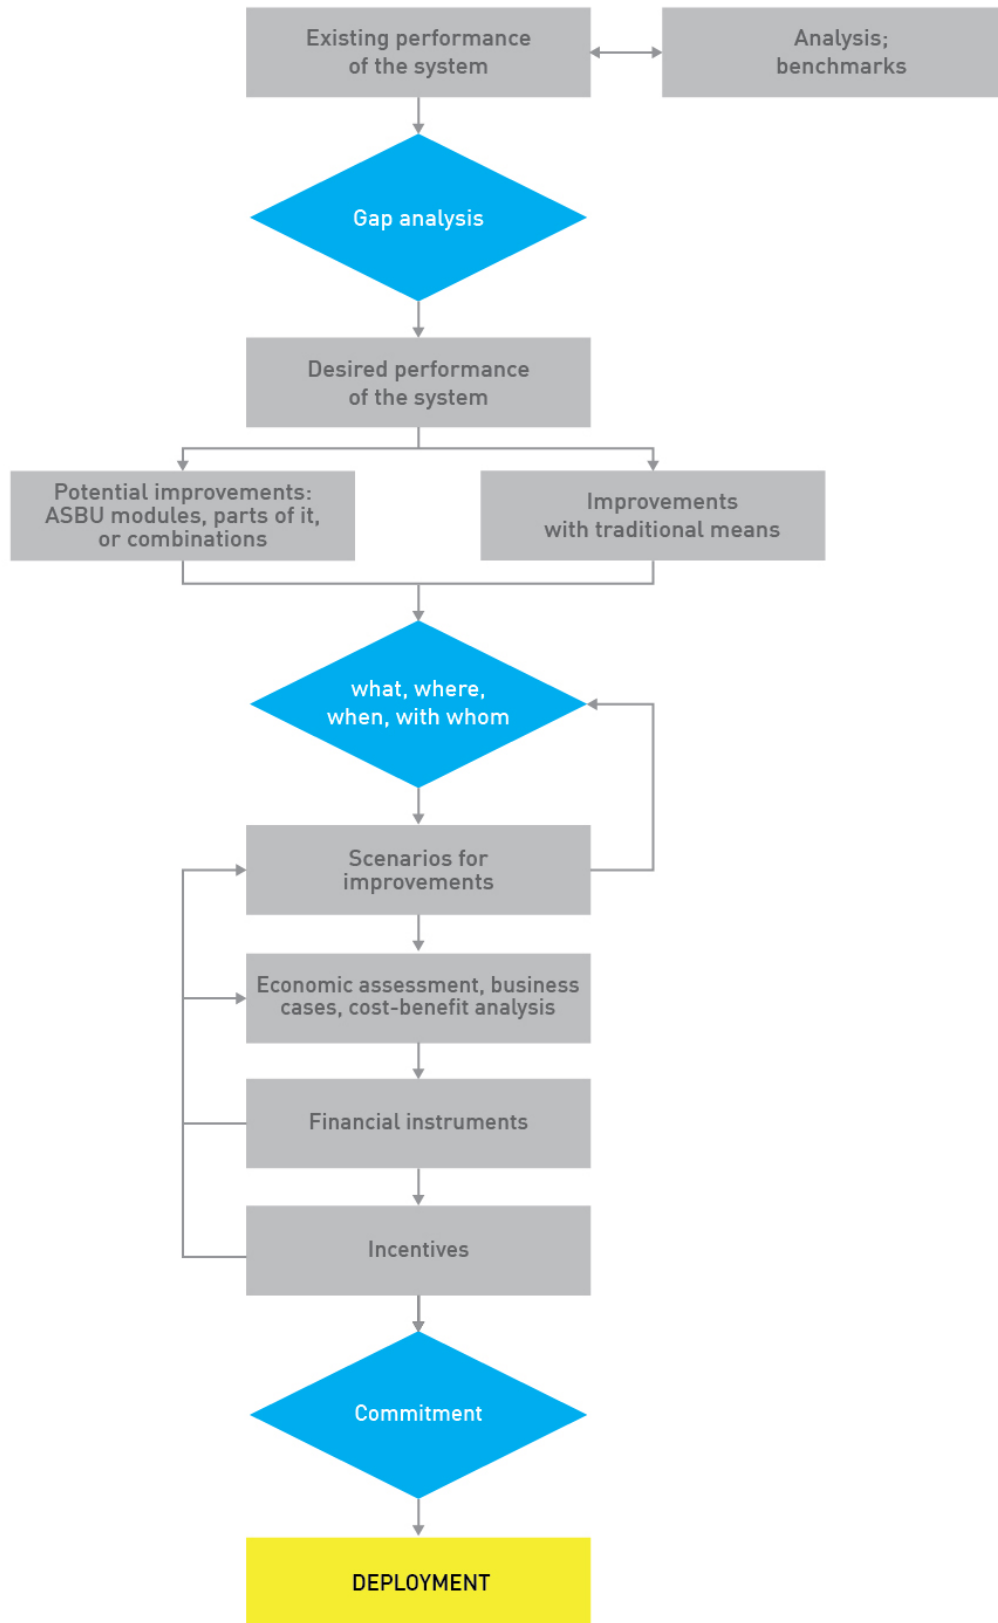 Existing performance
of the system
Analysis;
benchmarks
Gap analysis
Desired performance
of the system
Potential improvements:
ASBU modules, parts of it,
or combinations
Improvements
with traditional means
what, where,
when, with whom
Scenarios for
improvements
Economic assessment, business
cases, cost-benefit analysis
Financial instruments
Incentives
Commitment
DEPLOYMENT